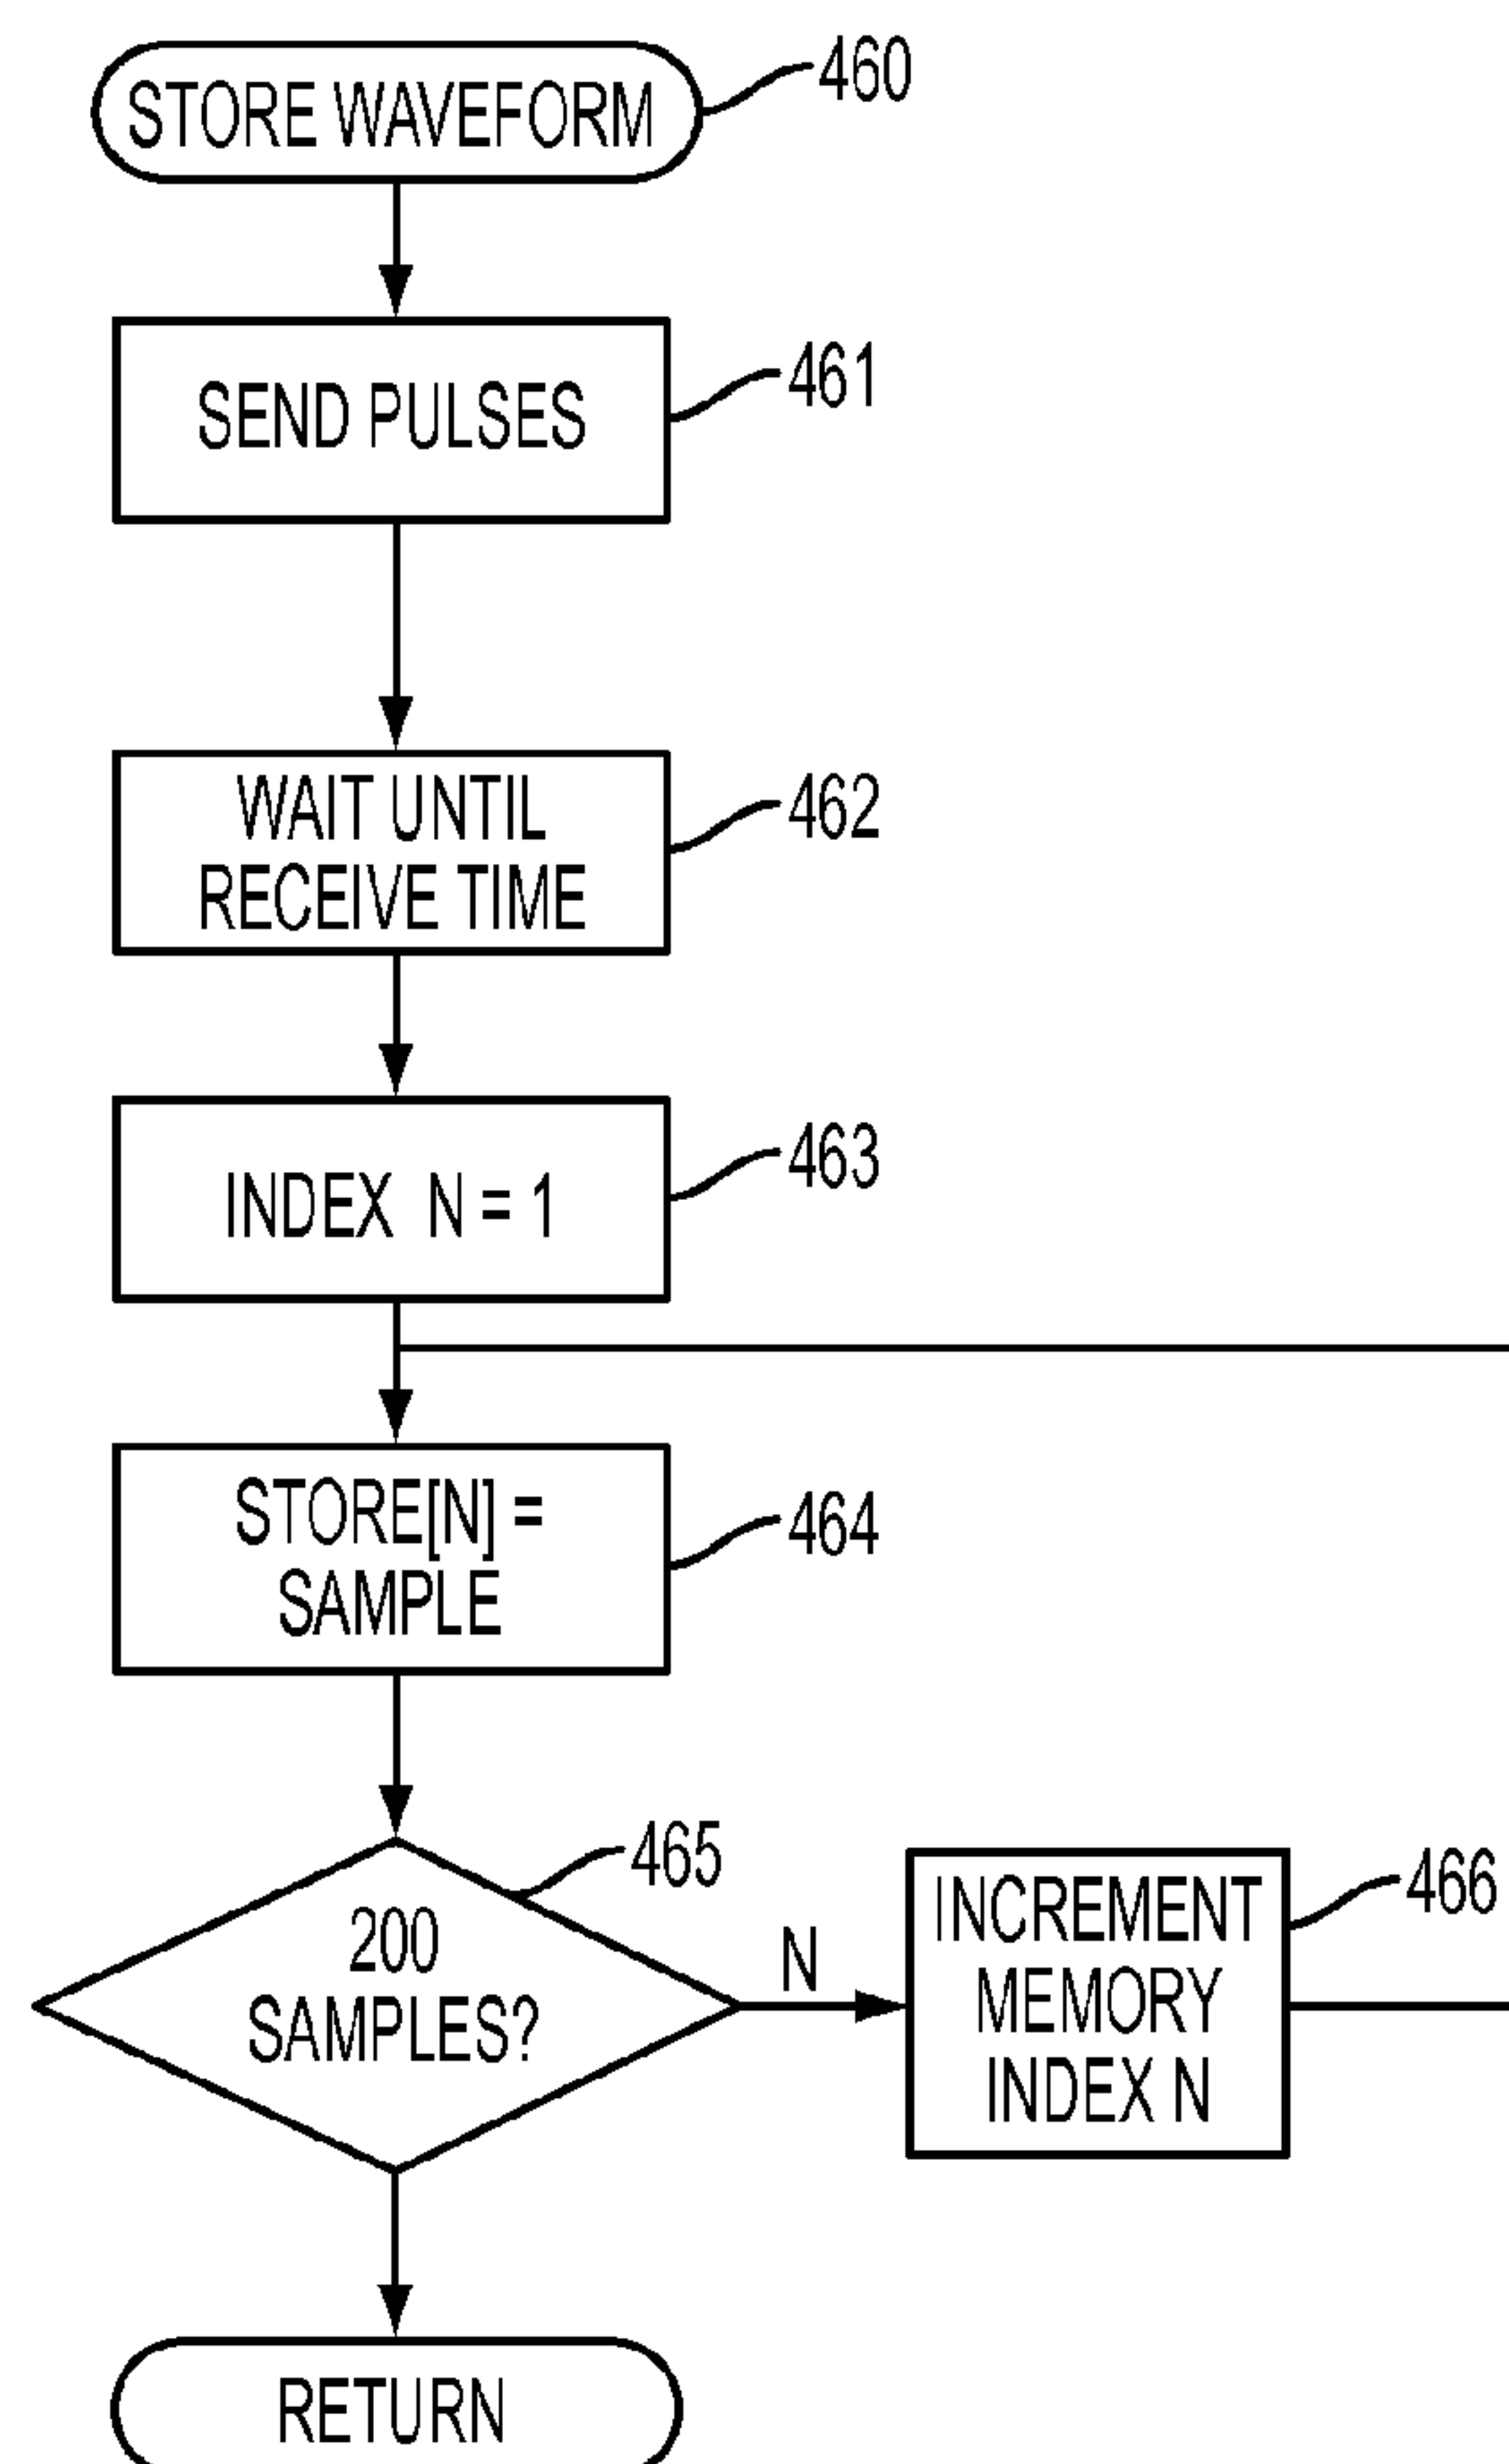 STORE WAVEFORM
460
SEND PULSES
461
WAIT UNTIL
RECEIVE TIME
462
INDEX N = 1
463
STORE[N] =
SAMPLE
464
465
200
SAMPLES?
N
INCREMENT
MEMORY
INDEX N
466
RETURN